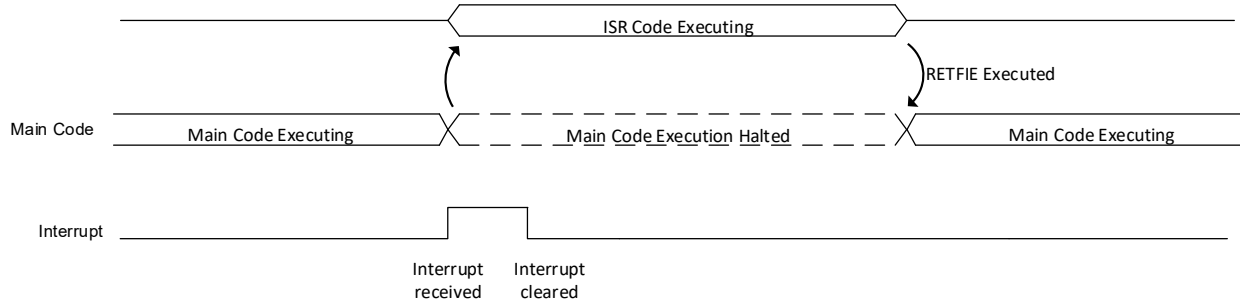 ISR Code Executing
RETFIE Executed
Main Code
Main Code Executing
Main Code Execution Halted
Main Code Executing
Interrupt
Interrupt
received
Interrupt
cleared